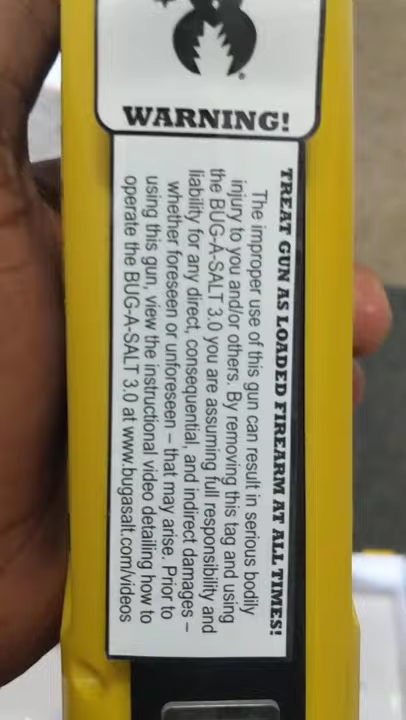 WARNING!
TREAT GUN AS LOADED FIREARM AT ALL TIMES!
The improper use of this gun can result in serious bodily
injury to you and/or others. By removing this tag and using
the BUG-A-SALT 3.0 you are assuming full responsibility and
liability for any direct, consequential, and indirect damages –
whether foreseen or unforeseen – that may arise. Prior to
using this gun, view the instructional video detailing how to
operate the BUG-A-SALT 3.0 at www.bugasalt.com/videos